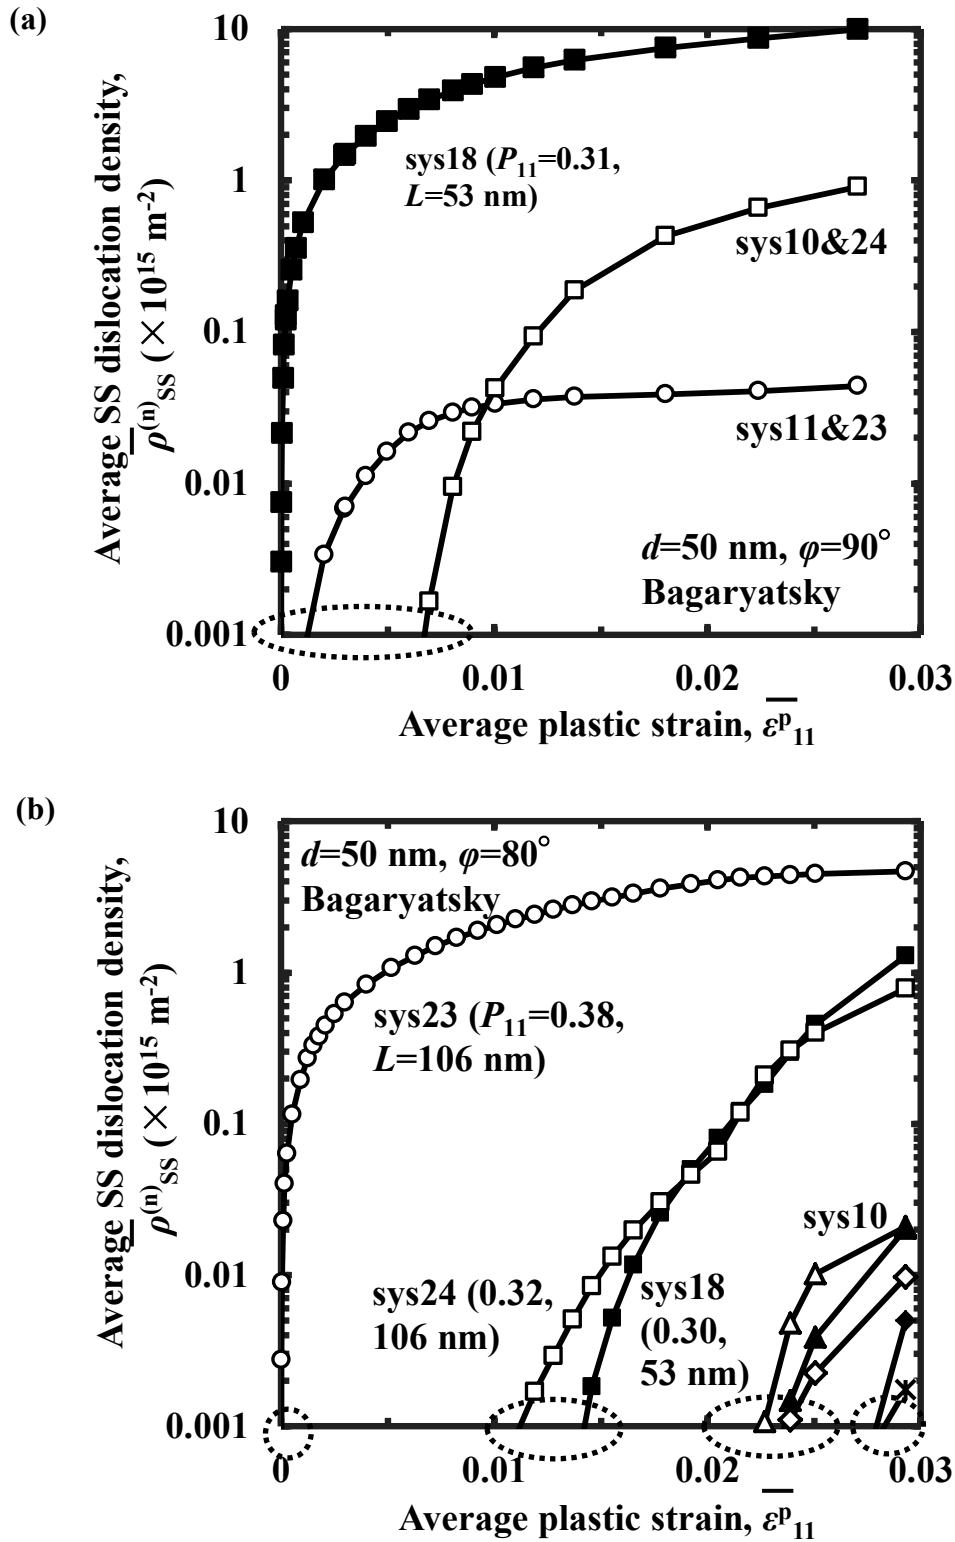 (a)
Average SS dislocation density,
ρ̅⁽ⁿ⁾SS (×10¹⁵ m⁻²)
10
1
0.1
0.01
0.001
sys18 (P₁₁=0.31,
L=53 nm)
sys10&24
sys11&23
d=50 nm, φ=90°
Bagaryatsky
0 0.01 0.02 0.03
Average plastic strain, ε̅ᵖ₁₁
(b)
Average SS dislocation density,
ρ̅⁽ⁿ⁾SS (×10¹⁵ m⁻²)
10
1
0.1
0.01
0.001
d=50 nm, φ=80°
Bagaryatsky
sys23 (P₁₁=0.38,
L=106 nm)
sys10
sys24 (0.32,
106 nm)
sys18
(0.30,
53 nm)
0 0.01 0.02 0.03
Average plastic strain, ε̅ᵖ₁₁